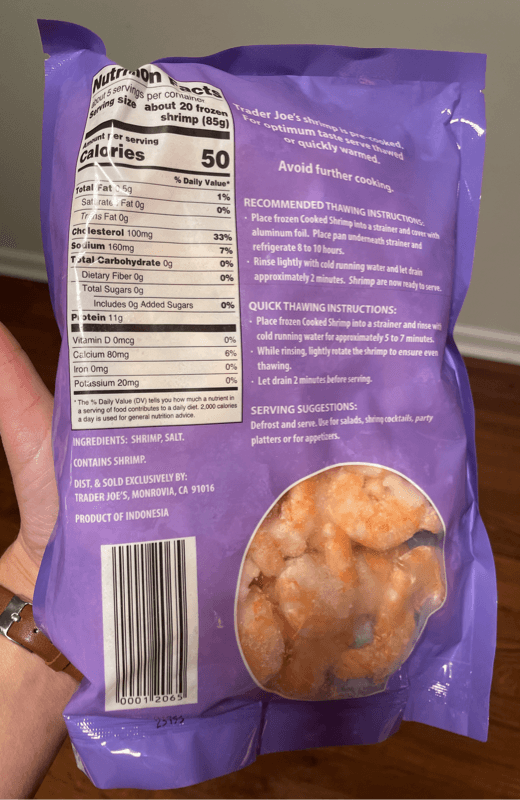 Nutrition Facts
about 5 servings per container
Serving size about 20 frozen
shrimp (85g)
Amount per serving
Calories 50
% Daily Value*
Total Fat 0.5g 1%
Saturated Fat 0g 0%
Trans Fat 0g
Cholesterol 100mg 33%
Sodium 160mg 7%
Total Carbohydrate 0g 0%
Dietary Fiber 0g 0%
Total Sugars 0g
Includes 0g Added Sugars 0%
Protein 11g
Vitamin D 0mcg 0%
Calcium 80mg 6%
Iron 0mg 0%
Potassium 20mg 0%
* The % Daily Value (DV) tells you how much a nutrient in
a serving of food contributes to a daily diet. 2,000 calories
a day is used for general nutrition advice.
INGREDIENTS: SHRIMP, SALT.
CONTAINS SHRIMP.
DIST. & SOLD EXCLUSIVELY BY:
TRADER JOE'S, MONROVIA, CA 91016
PRODUCT OF INDONESIA
0001 2065
Trader Joe's shrimp is pre-cooked.
For optimum taste serve thawed
or quickly warmed.
Avoid further cooking.
RECOMMENDED THAWING INSTRUCTIONS:
· Place frozen Cooked Shrimp into a strainer and cover with
aluminum foil. Place pan underneath strainer and
refrigerate 8 to 10 hours.
· Rinse lightly with cold running water and let drain
approximately 2 minutes. Shrimp are now ready to serve.
QUICK THAWING INSTRUCTIONS:
· Place frozen Cooked Shrimp into a strainer and rinse with
cold running water for approximately 5 to 7 minutes.
· While rinsing, lightly rotate the shrimp to ensure even
thawing.
· Let drain 2 minutes before serving.
SERVING SUGGESTIONS:
Defrost and serve. Use for salads, shrimp cocktails, party
platters or for appetizers.